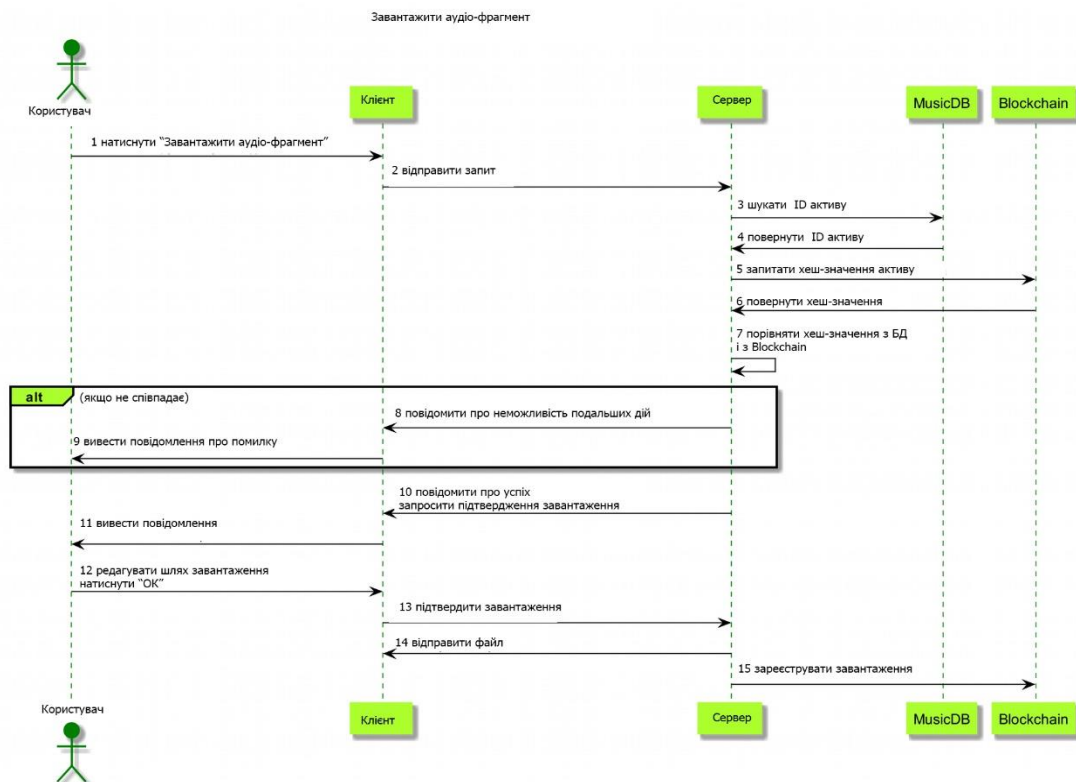 Завантажити аудіо-фрагмент
Користувач
Клієнт
Сервер
MusicDB
Blockchain
1 натиснути “Завантажити аудіо-фрагмент”
2 відправити запит
3 шукати ID активу
4 повернути ID активу
5 запитати хеш-значення активу
6 повернути хеш-значення
7 порівняти хеш-значення з БД
і з Blockchain
alt
(якщо не співпадає)
8 повідомити про неможливість подальших дій
9 вивести повідомлення про помилку
10 повідомити про успіх
запросити підтвердження завантаження
11 вивести повідомлення
12 редагувати шлях завантаження
натиснути “ОК”
13 підтвердити завантаження
14 відправити файл
15 зареєструвати завантаження
Користувач
Клієнт
Сервер
MusicDB
Blockchain